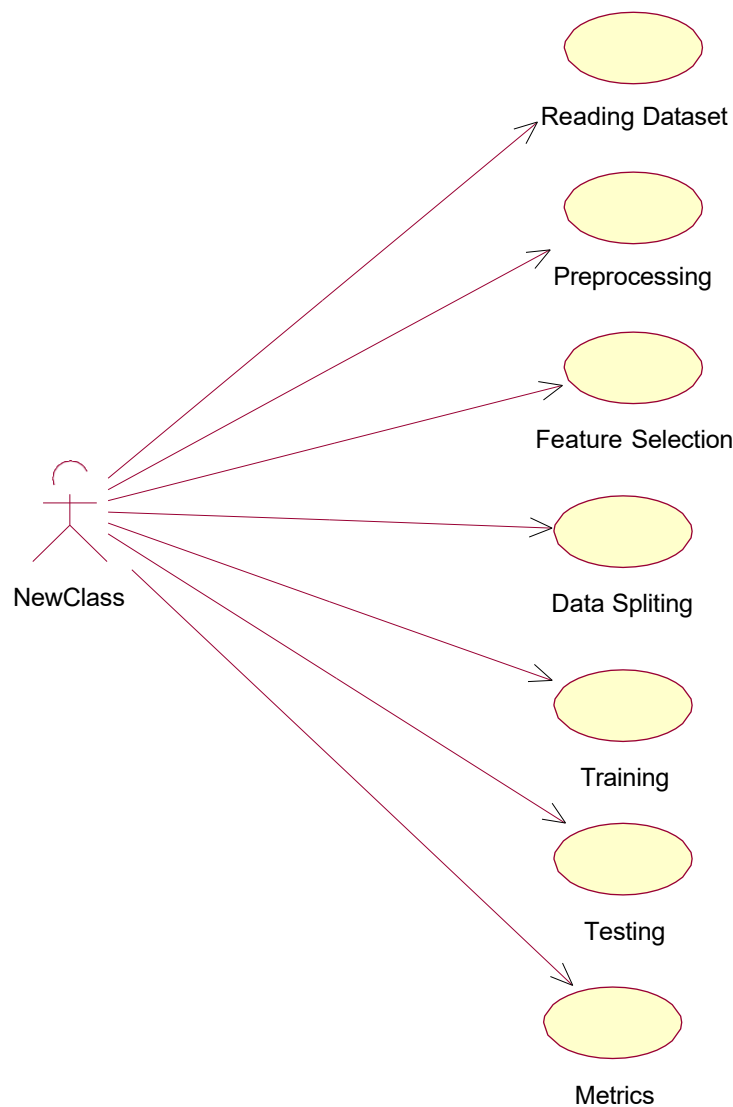 Reading Dataset
Preprocessing
Feature Selection
NewClass
Data Spliting
Training
Testing
Metrics